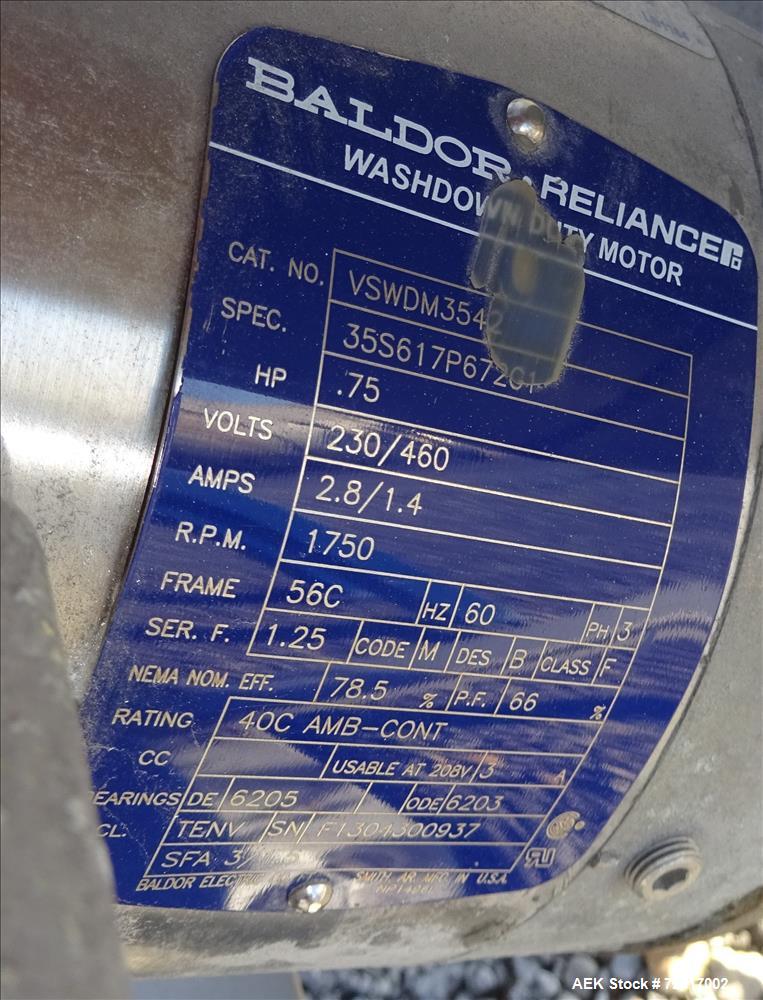 BALDOR • RELIANCE
WASHDOWN DUTY MOTOR
CAT. NO. VSWDM3542
SPEC. 35S617P672G1
HP .75
VOLTS 230/460
AMPS 2.8/1.4
R.P.M. 1750
FRAME 56C HZ 60 PH 3
SER. F. 1.25 CODE M DES B CLASS F
NEMA NOM. EFF. 78.5 % P.F. 66 %
RATING 40C AMB-CONT
CC USABLE AT 208V 3 A
BEARINGS DE 6205 ODE 6203
CL. TENV SN F1304300937
SFA
BALDOR SMITH, AR. MFG. IN U.S.A.
AEK Stock #